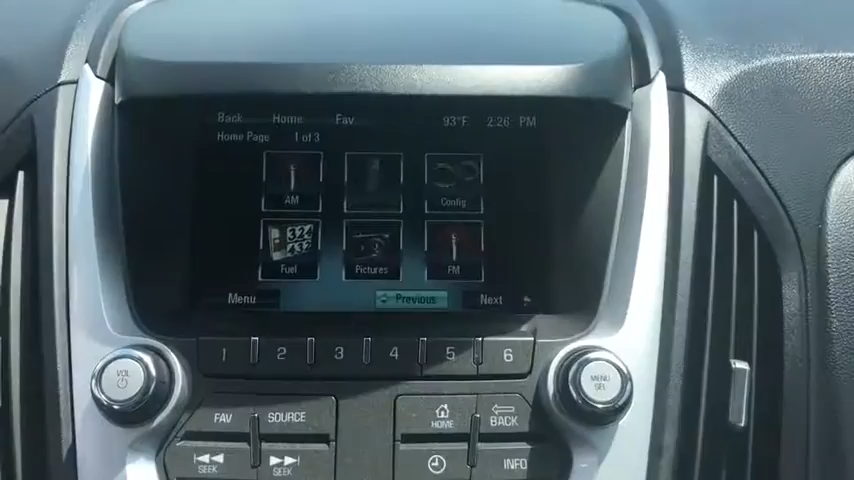 Back Home Fav 93°F 2:26 PM
Home Page 1 of 3
AM Config
324
432
Fuel Pictures FM
Menu Previous Next
1 2 3 4 5 6
VOL
MENU
SEL
FAV SOURCE HOME BACK
SEEK SEEK INFO